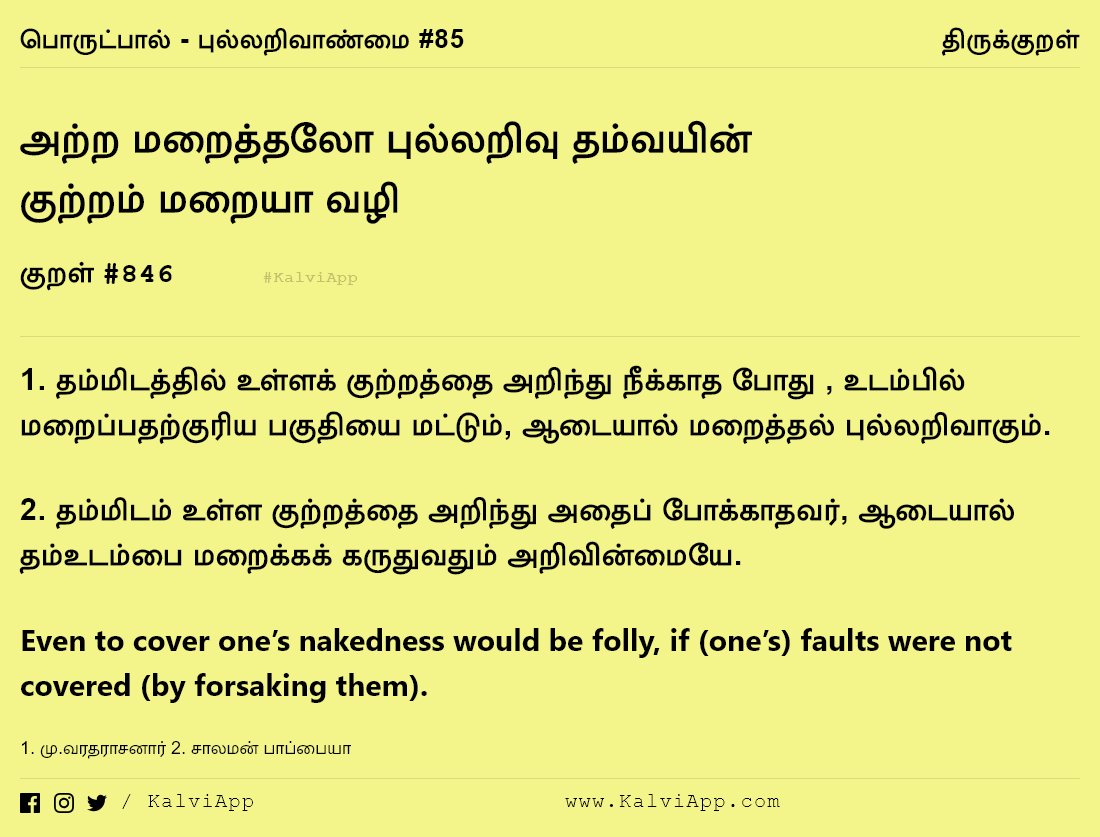 பொருட்பால் - புல்லறிவாண்மை #85 திருக்குறள்
அற்ற மறைத்தலோ புல்லறிவு தம்வயின்
குற்றம் மறையா வழி
குறள் #846 #KalviApp
1. தம்மிடத்தில் உள்ளக் குற்றத்தை அறிந்து நீக்காத போது , உடம்பில்
மறைப்பதற்குரிய பகுதியை மட்டும், ஆடையால் மறைத்தல் புல்லறிவாகும்.
2. தம்மிடம் உள்ள குற்றத்தை அறிந்து அதைப் போக்காதவர், ஆடையால்
தம்உடம்பை மறைக்கக் கருதுவதும் அறிவின்மையே.
Even to cover one’s nakedness would be folly, if (one’s) faults were not
covered (by forsaking them).
1. மு.வரதராசனார் 2. சாலமன் பாப்பையா
/ KalviApp www.KalviApp.com